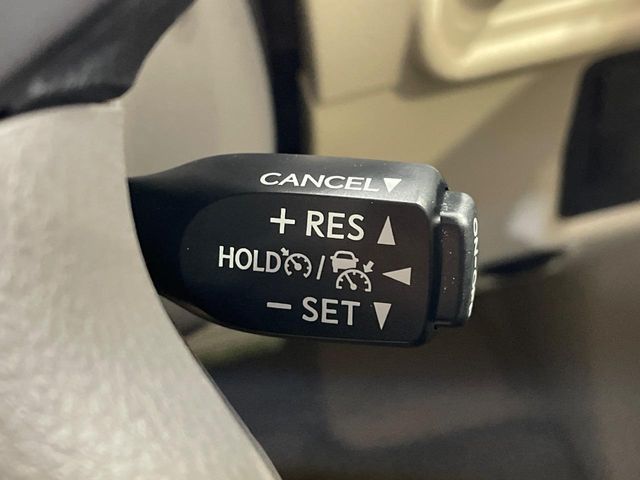 CANCEL▼
+ RES ▲
HOLD / ◀
− SET ▼